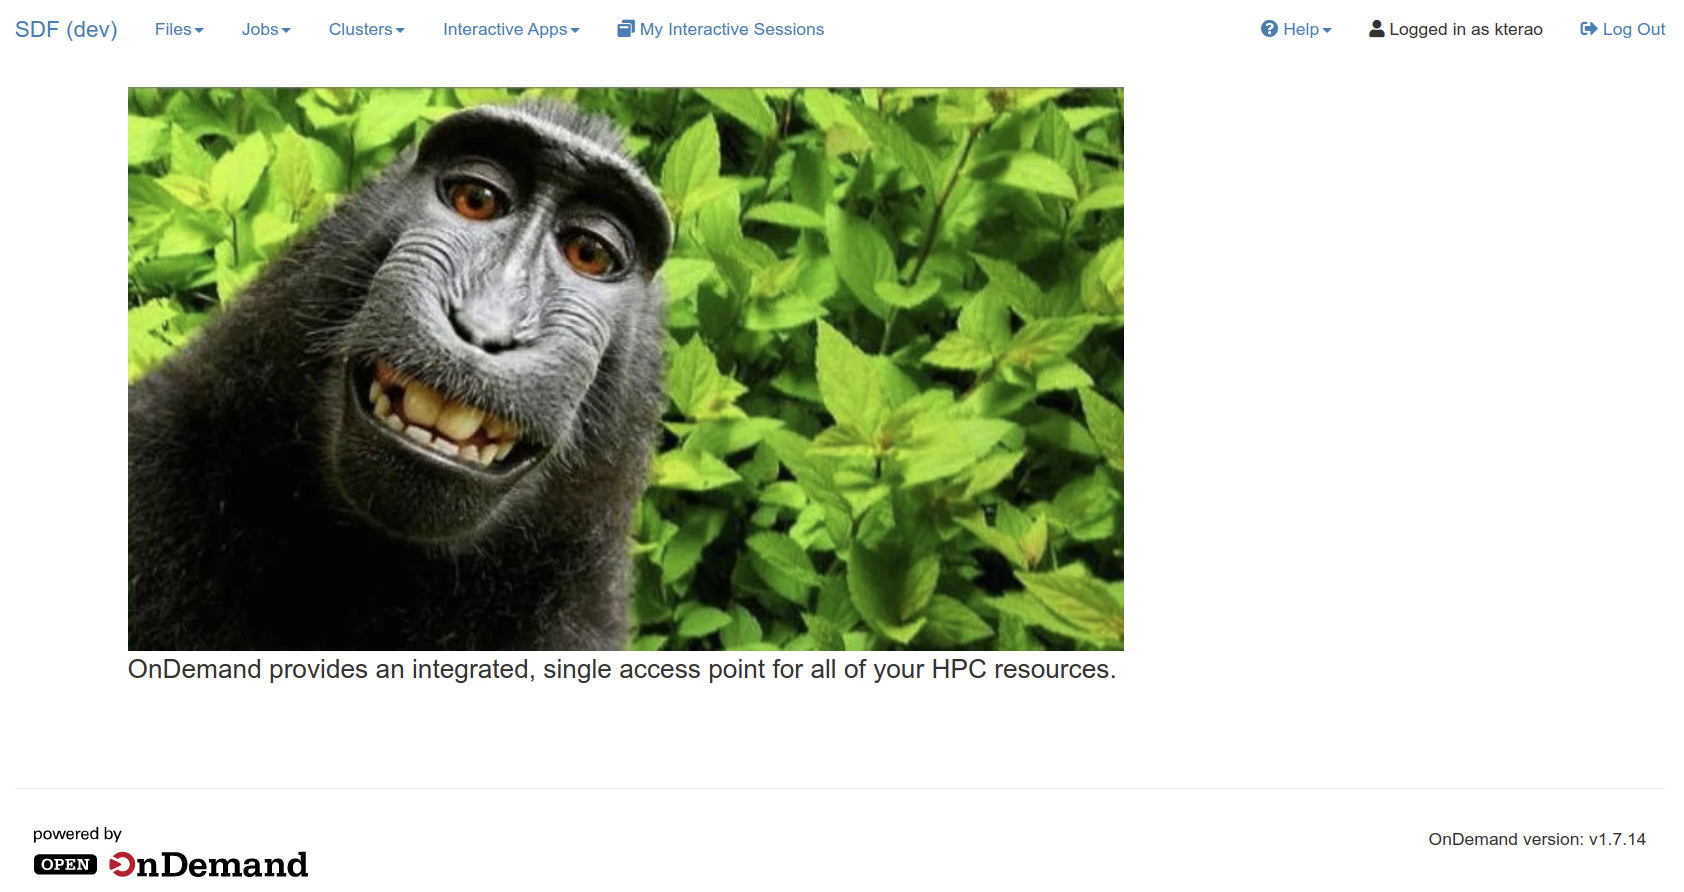 SDF (dev) Files Jobs Clusters Interactive Apps My Interactive Sessions Help Logged in as kterao Log Out
OnDemand provides an integrated, single access point for all of your HPC resources.
powered by
OPEN OnDemand
OnDemand version: v1.7.14